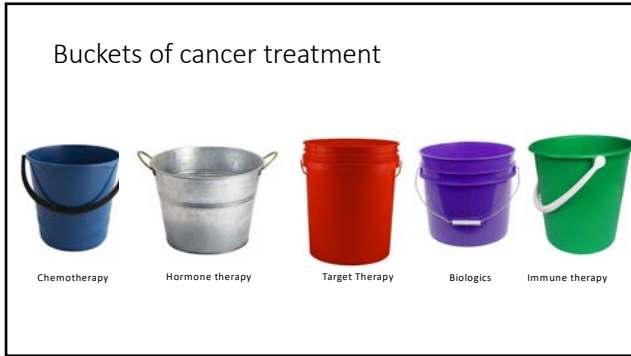 Buckets of cancer treatment
Chemotherapy
Hormone therapy
Target Therapy
Biologics
Immune therapy